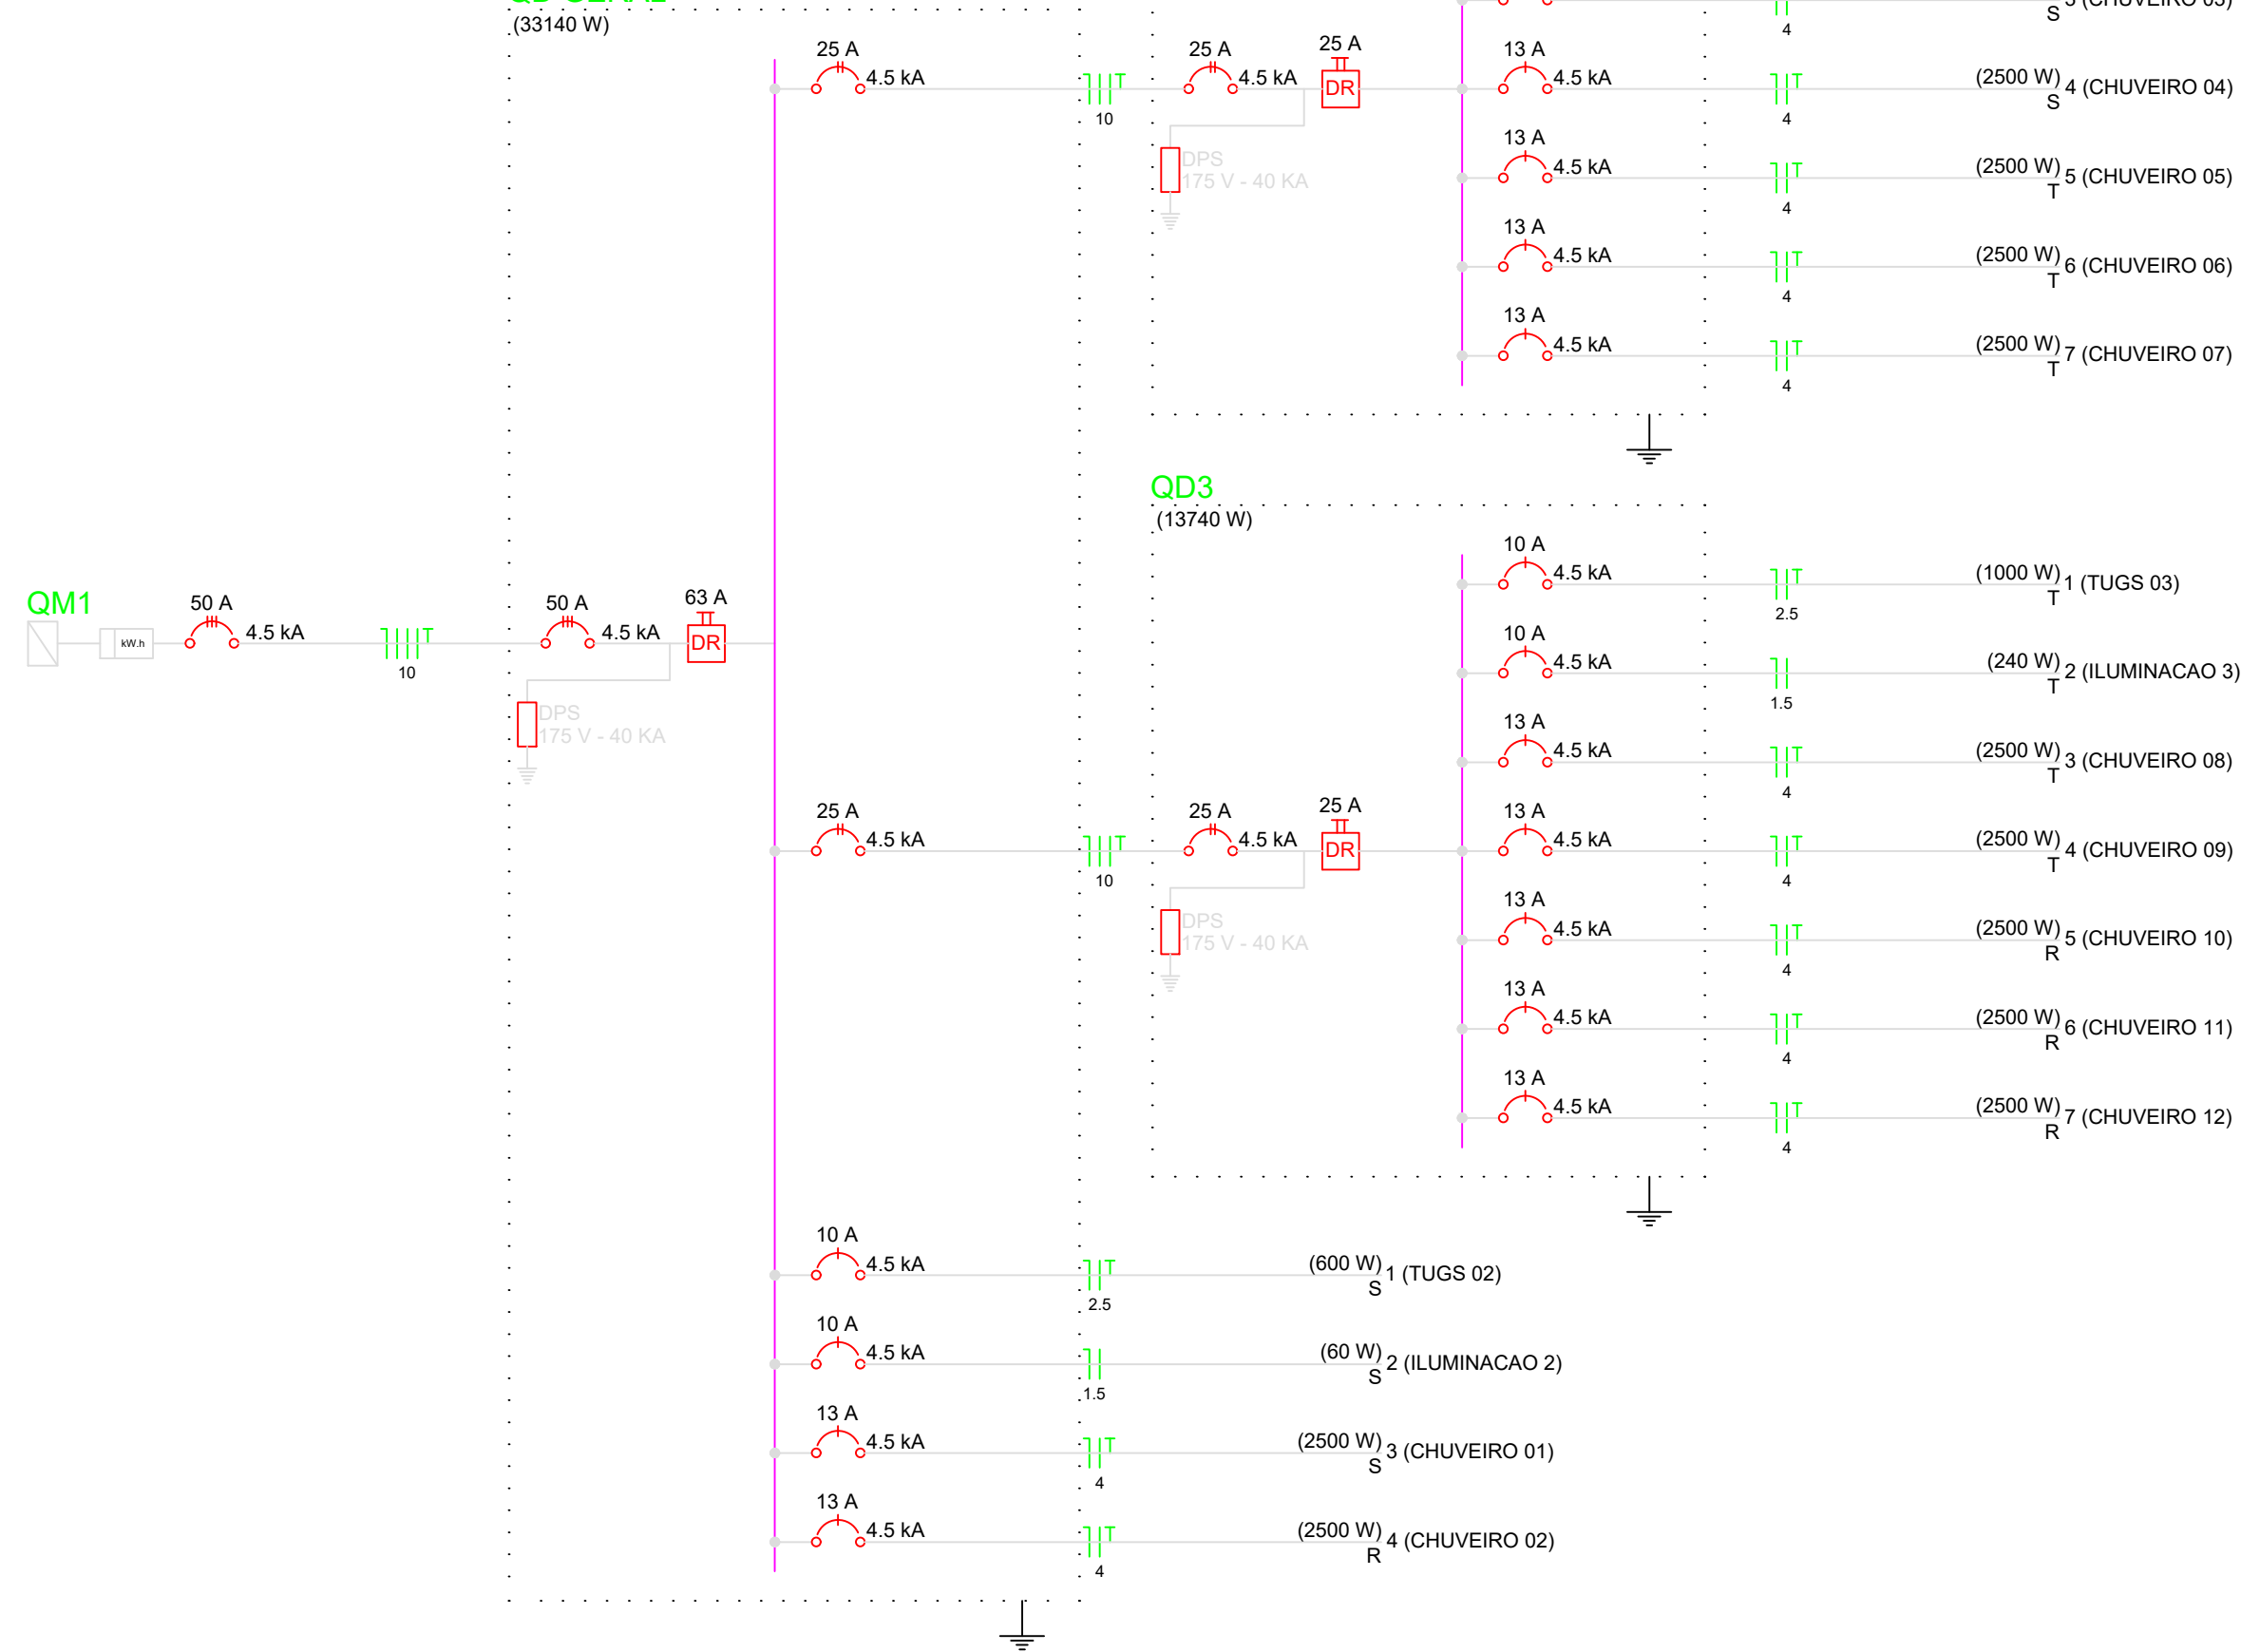 (33140 W)
25 A
4.5 kA
10
25 A
4.5 kA
25 A
DR
DPS
175 V - 40 KA
S
4
13 A
4.5 kA
4
(2500 W)
S
4 (CHUVEIRO 04)
13 A
4.5 kA
4
(2500 W)
T
5 (CHUVEIRO 05)
13 A
4.5 kA
4
(2500 W)
T
6 (CHUVEIRO 06)
13 A
4.5 kA
4
(2500 W)
T
7 (CHUVEIRO 07)
QM1
kW.h
50 A
4.5 kA
10
50 A
4.5 kA
63 A
DR
DPS
175 V - 40 KA
QD3
(13740 W)
25 A
4.5 kA
10
25 A
4.5 kA
25 A
DR
DPS
175 V - 40 KA
10 A
4.5 kA
2.5
(1000 W)
T
1 (TUGS 03)
10 A
4.5 kA
1.5
(240 W)
T
2 (ILUMINACAO 3)
13 A
4.5 kA
4
(2500 W)
T
3 (CHUVEIRO 08)
13 A
4.5 kA
4
(2500 W)
T
4 (CHUVEIRO 09)
13 A
4.5 kA
4
(2500 W)
R
5 (CHUVEIRO 10)
13 A
4.5 kA
4
(2500 W)
R
6 (CHUVEIRO 11)
13 A
4.5 kA
4
(2500 W)
R
7 (CHUVEIRO 12)
10 A
4.5 kA
2.5
(600 W)
S
1 (TUGS 02)
10 A
4.5 kA
1.5
(60 W)
S
2 (ILUMINACAO 2)
13 A
4.5 kA
4
(2500 W)
S
3 (CHUVEIRO 01)
13 A
4.5 kA
4
(2500 W)
R
4 (CHUVEIRO 02)